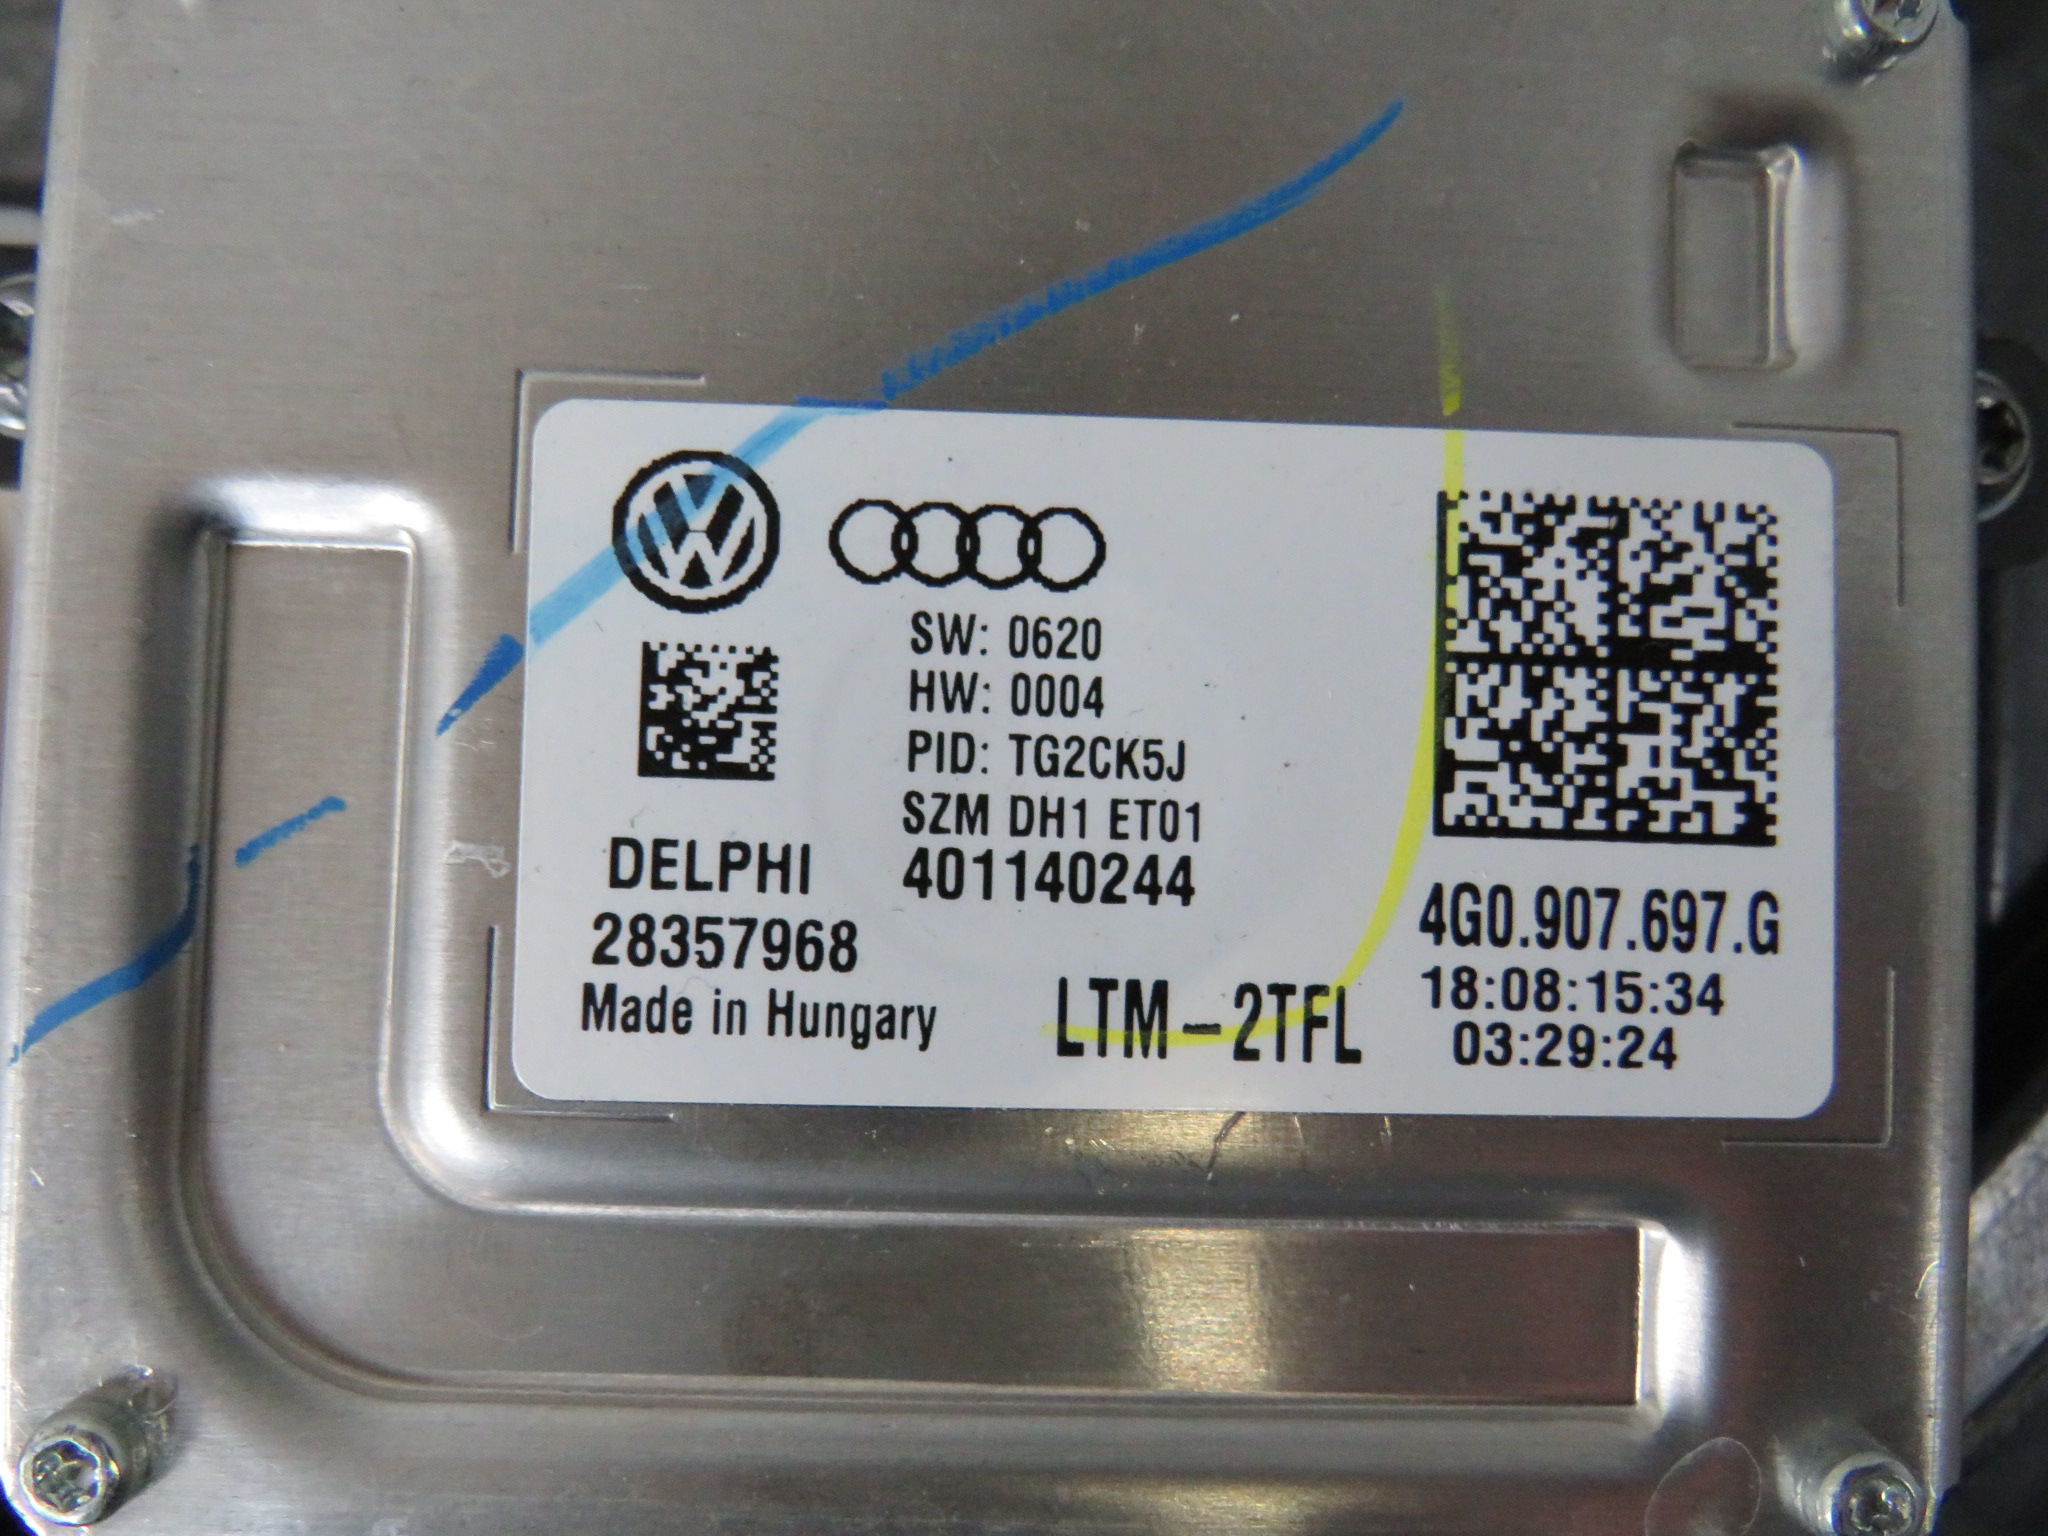 SW: 0620
HW: 0004
PID: TG2CK5J
SZM DH1 ET01
401140244
DELPHI
28357968
Made in Hungary
LTM-2TFL
4G0.907.697.G
18:08:15:34
03:29:24